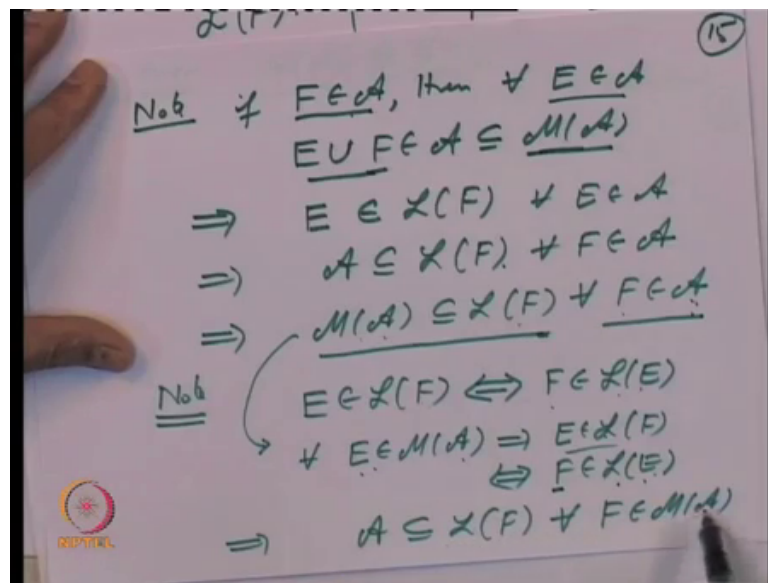 15
Note if F ∈ 𝒜, then ∀ E ∈ 𝒜
E ∪ F ∈ 𝒜 ⊆ ℳ(𝒜)
⇒ E ∈ ℒ(F) ∀ E ∈ 𝒜
⇒ 𝒜 ⊆ ℒ(F). ∀ F ∈ 𝒜
⇒ ℳ(𝒜) ⊆ ℒ(F) ∀ F ∈ 𝒜
Note E ∈ ℒ(F) ⇔ F ∈ ℒ(E)
∀ E ∈ ℳ(𝒜) ⇒ E ∈ ℒ(F)
⇔ F ∈ ℒ(E)
⇒ 𝒜 ⊆ ℒ(F) ∀ F ∈ ℳ(𝒜)
NPTEL